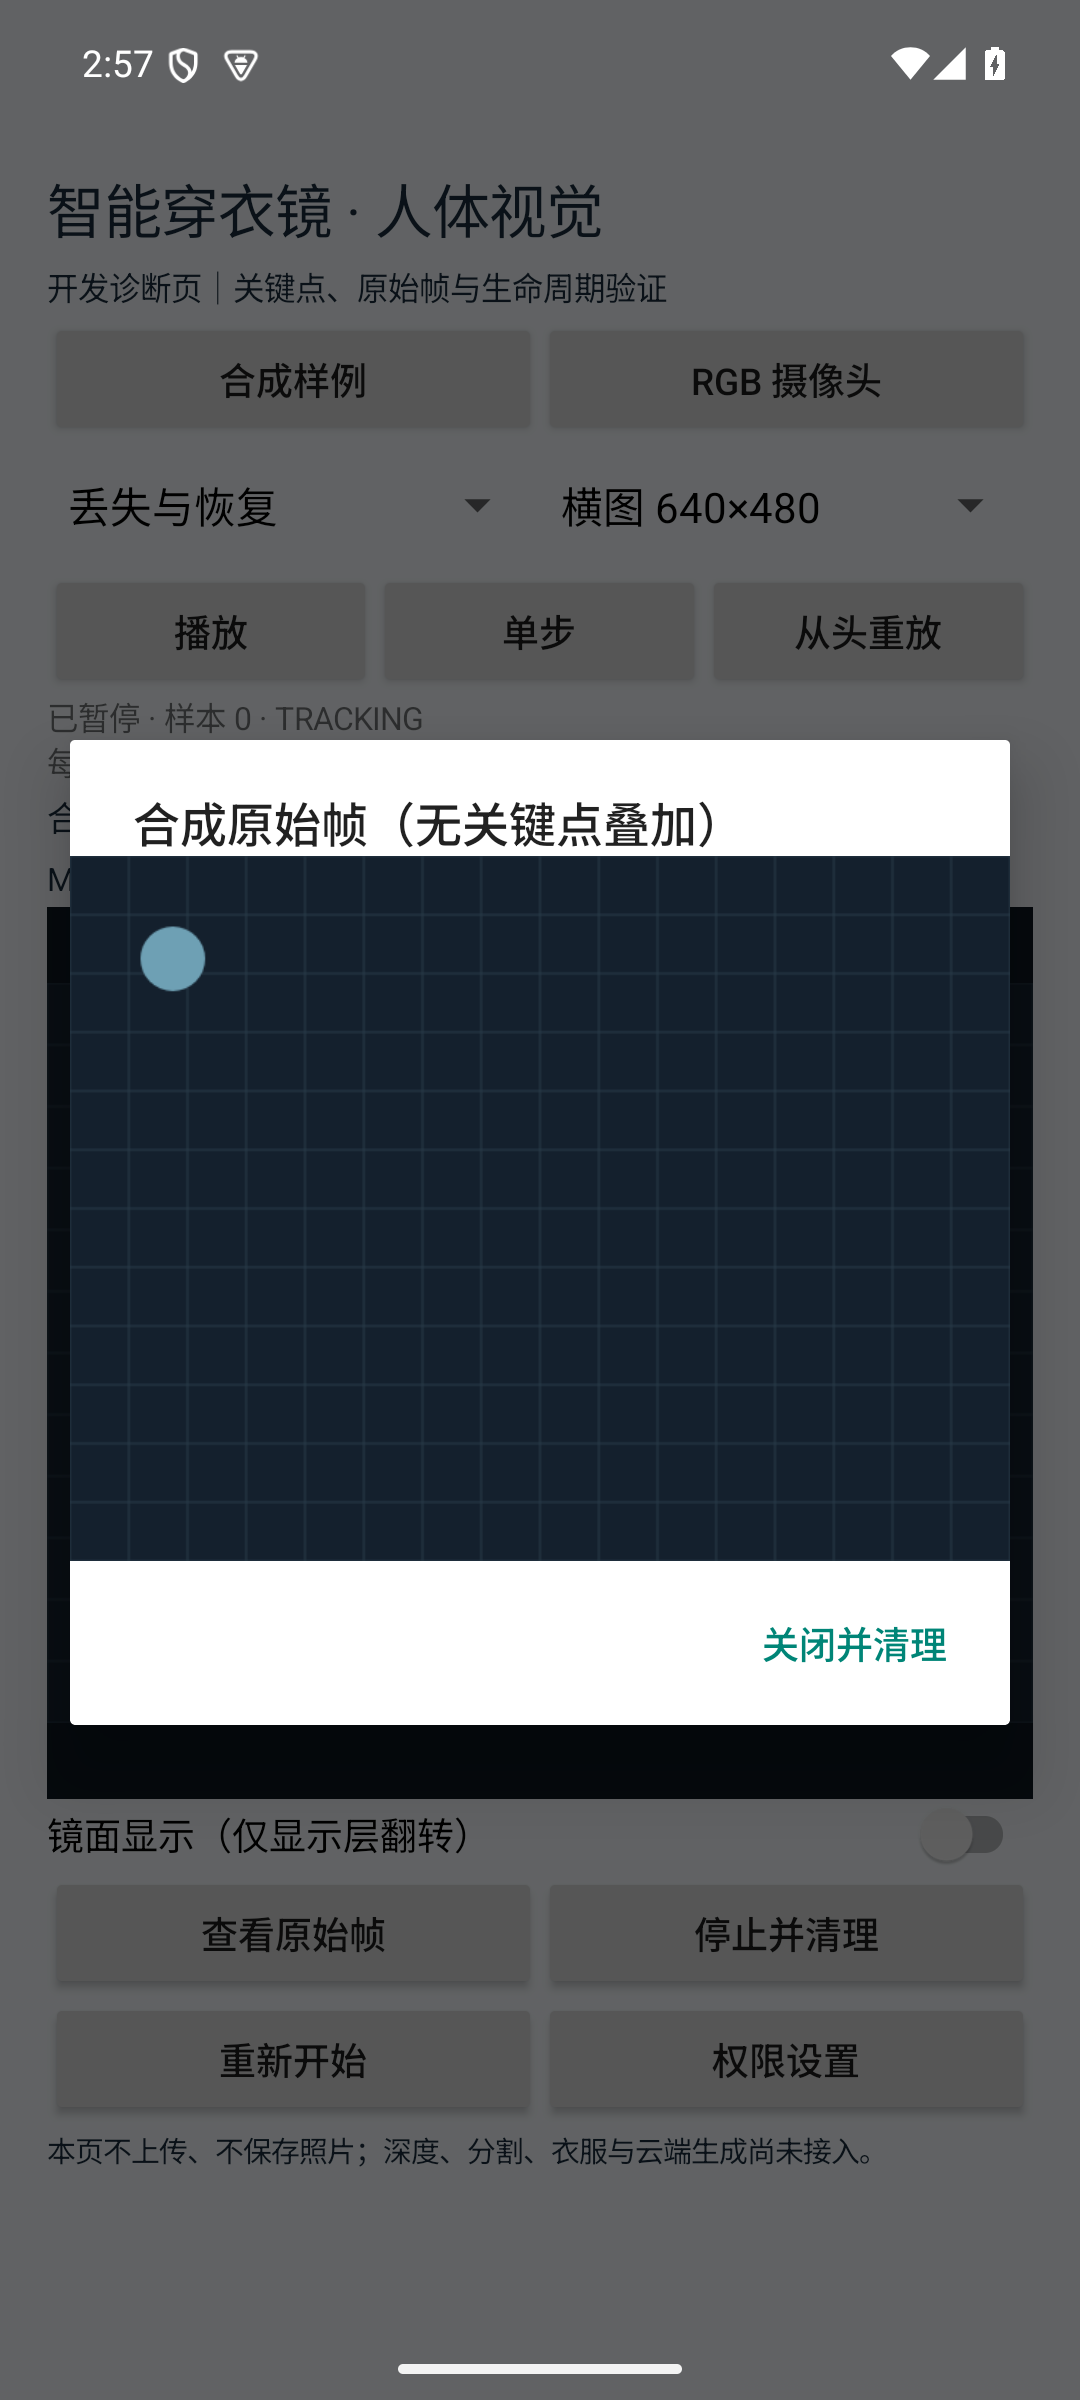 2:57
智能穿衣镜 · 人体视觉
开发诊断页｜关键点、原始帧与生命周期验证
合成样例
RGB 摄像头
丢失与恢复
横图 640×480
播放
单步
从头重放
已暂停 · 样本 0 · TRACKING
每
合
M
合成原始帧（无关键点叠加）
关闭并清理
镜面显示（仅显示层翻转）
查看原始帧
停止并清理
重新开始
权限设置
本页不上传、不保存照片；深度、分割、衣服与云端生成尚未接入。